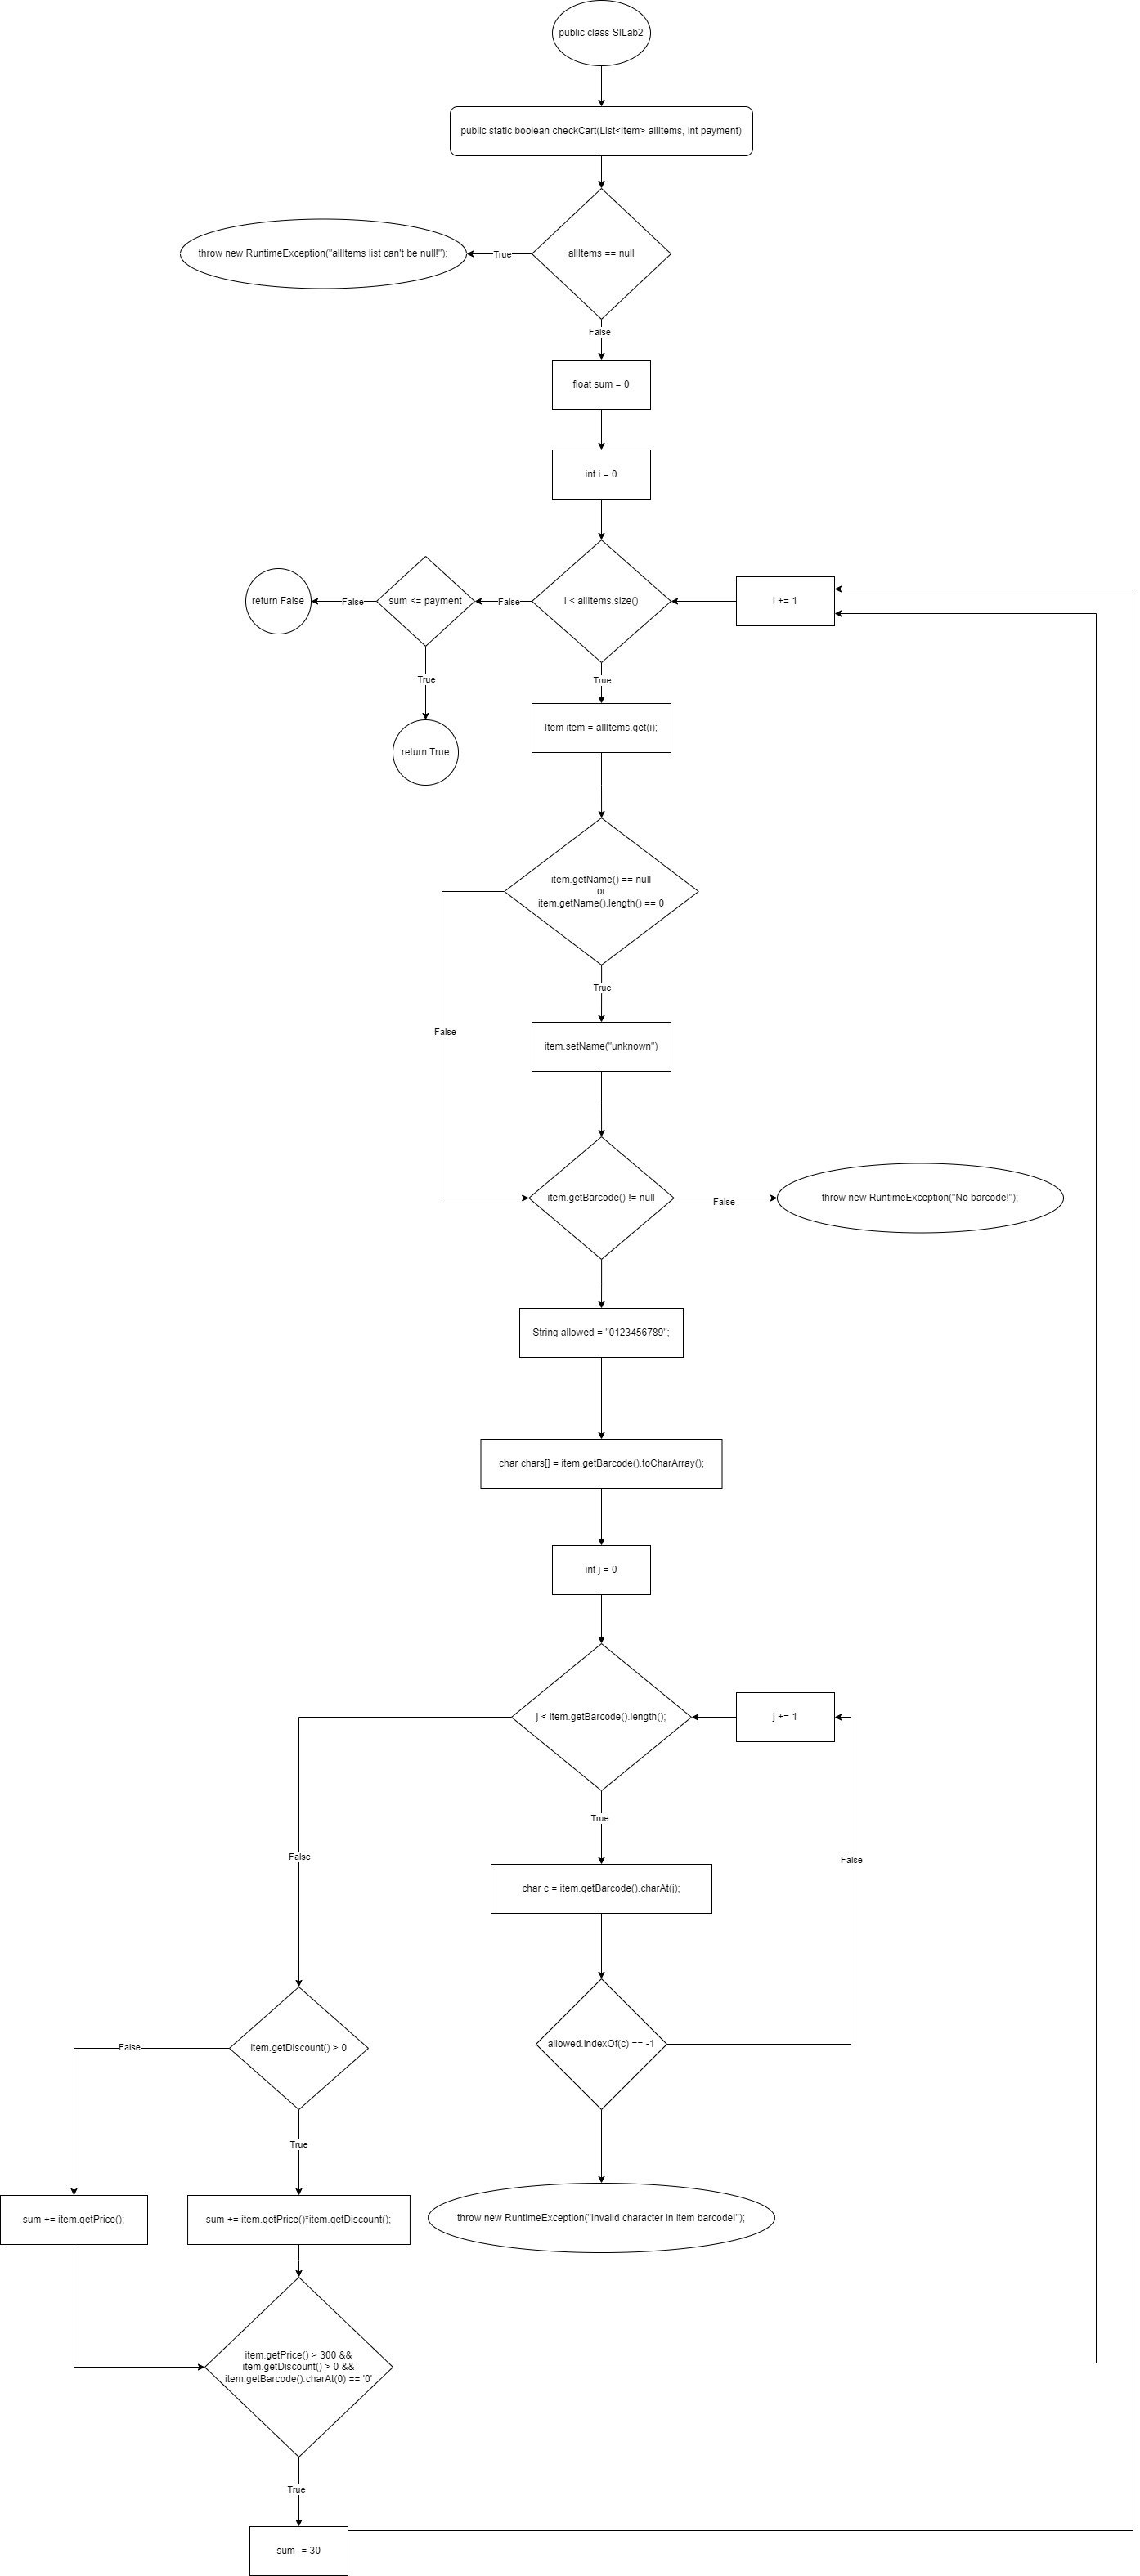 public class SILab2
public static boolean checkCart(List<Item> allItems, int payment)
throw new RuntimeException("allItems list can't be null!");
True
allItems == null
False
float sum = 0
int i = 0
return False
False
sum <= payment
False
i < allItems.size()
i += 1
True
True
return True
Item item = allItems.get(i);
item.getName() == null
or
item.getName().length() == 0
True
False
item.setName("unknown")
item.getBarcode() != null
False
throw new RuntimeException("No barcode!");
String allowed = "0123456789";
char chars[] = item.getBarcode().toCharArray();
int j = 0
j < item.getBarcode().length();
j += 1
True
False
False
char c = item.getBarcode().charAt(j);
allowed.indexOf(c) == -1
False
item.getDiscount() > 0
True
sum += item.getPrice();
sum += item.getPrice()*item.getDiscount();
throw new RuntimeException("Invalid character in item barcode!");
item.getPrice() > 300 &&
item.getDiscount() > 0 &&
item.getBarcode().charAt(0) == '0'
True
sum -= 30